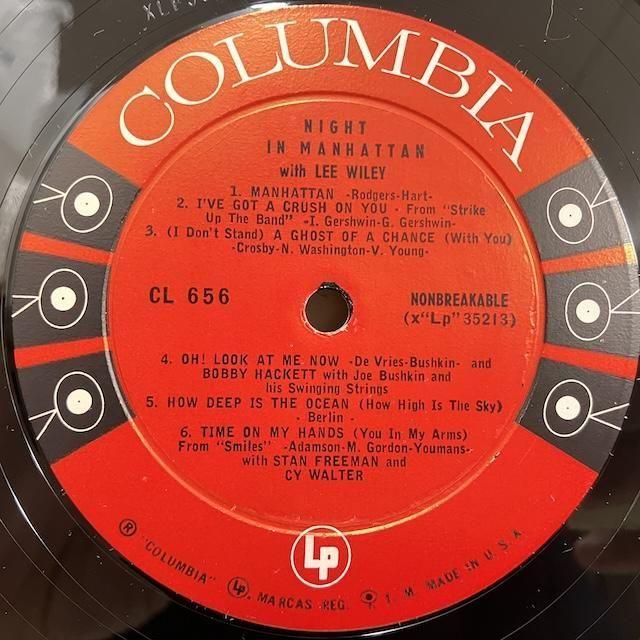 COLUMBIA
NIGHT
IN MANHATTAN
with LEE WILEY
1. MANHATTAN -Rodgers-Hart-
2. I'VE GOT A CRUSH ON YOU - From "Strike
Up The Band" -I. Gershwin-G. Gershwin-
3. (I Don't Stand) A GHOST OF A CHANCE (With You)
-Crosby-N. Washington-V. Young-
CL 656
NONBREAKABLE
(x"Lp"35213)
4. OH! LOOK AT ME NOW -De Vries-Bushkin- and
BOBBY HACKETT with Joe Bushkin and
his Swinging Strings
5. HOW DEEP IS THE OCEAN (How High Is The Sky)
- Berlin -
6. TIME ON MY HANDS (You In My Arms)
From "Smiles" -Adamson-M. Gordon-Youmans-
with STAN FREEMAN and
CY WALTER
Lp
® "COLUMBIA" Lp MARCAS REG. T. M. MADE IN U.S.A.